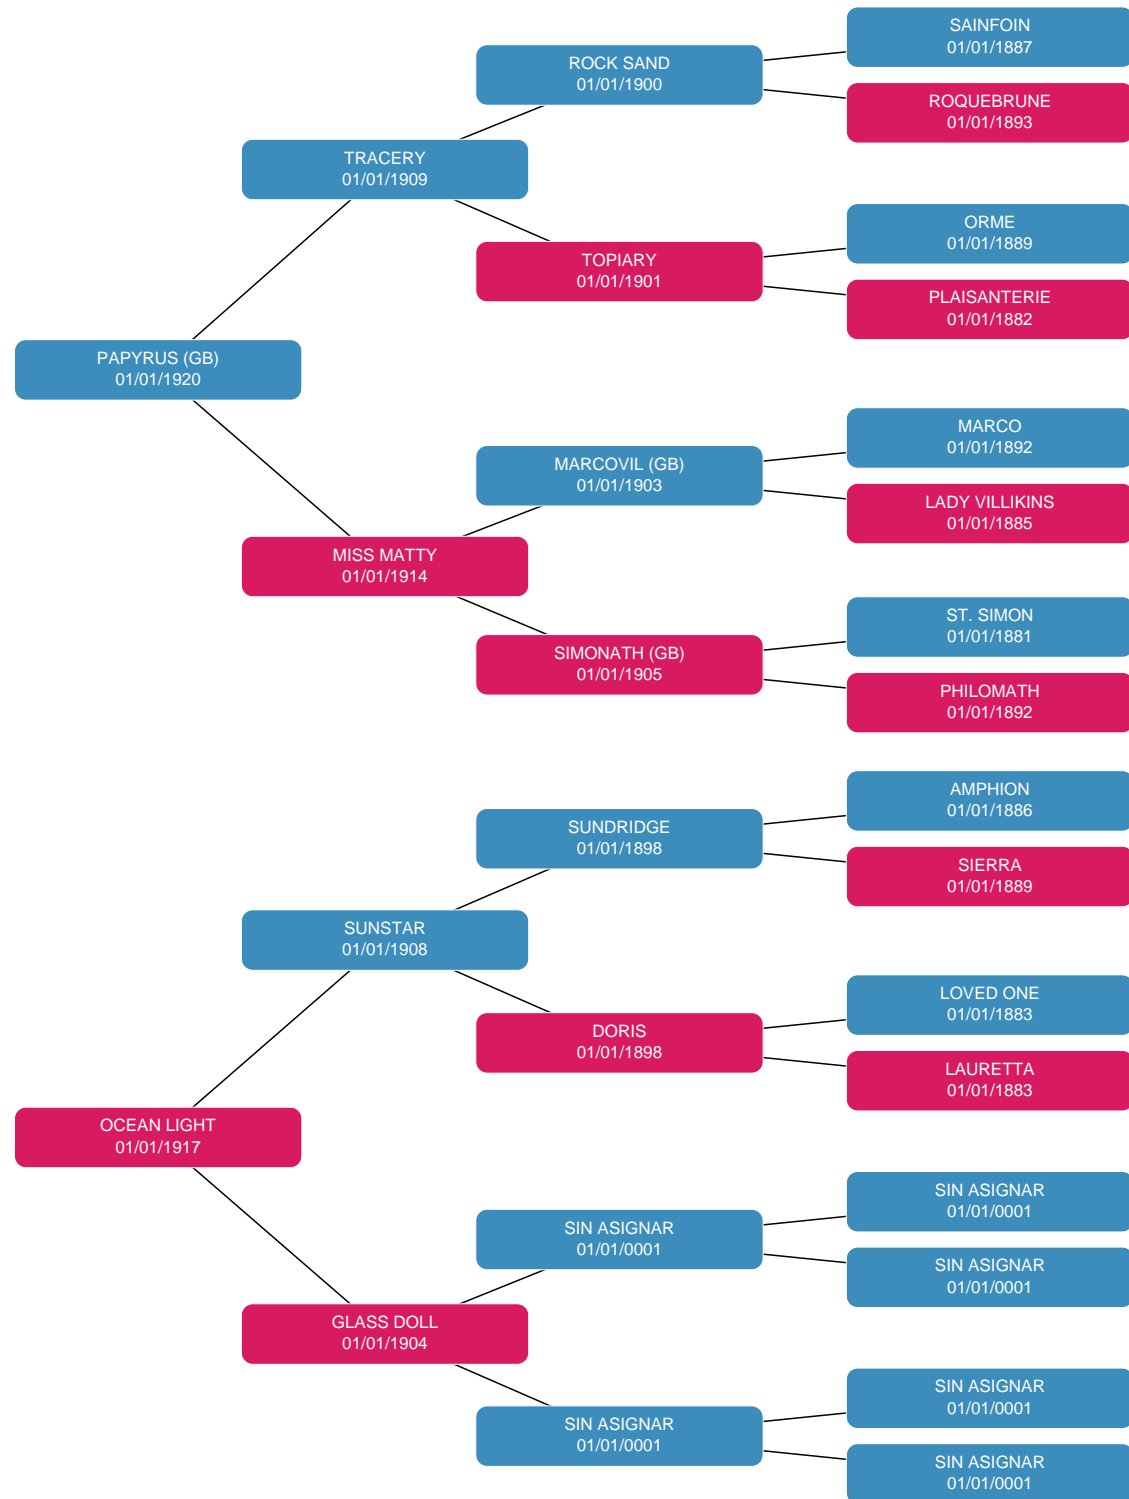 SAINFOIN
01/01/1887
ROCK SAND
01/01/1900
ROQUEBRUNE
01/01/1893
TRACERY
01/01/1909
ORME
01/01/1889
TOPIARY
01/01/1901
PLAISANTERIE
01/01/1882
PAPYRUS (GB)
01/01/1920
MARCO
01/01/1892
MARCOVIL (GB)
01/01/1903
LADY VILLIKINS
01/01/1885
MISS MATTY
01/01/1914
ST. SIMON
01/01/1881
SIMONATH (GB)
01/01/1905
PHILOMATH
01/01/1892
AMPHION
01/01/1886
SUNDRIDGE
01/01/1898
SIERRA
01/01/1889
SUNSTAR
01/01/1908
LOVED ONE
01/01/1883
DORIS
01/01/1898
LAURETTA
01/01/1883
OCEAN LIGHT
01/01/1917
SIN ASIGNAR
01/01/0001
SIN ASIGNAR
01/01/0001
SIN ASIGNAR
01/01/0001
GLASS DOLL
01/01/1904
SIN ASIGNAR
01/01/0001
SIN ASIGNAR
01/01/0001
SIN ASIGNAR
01/01/0001